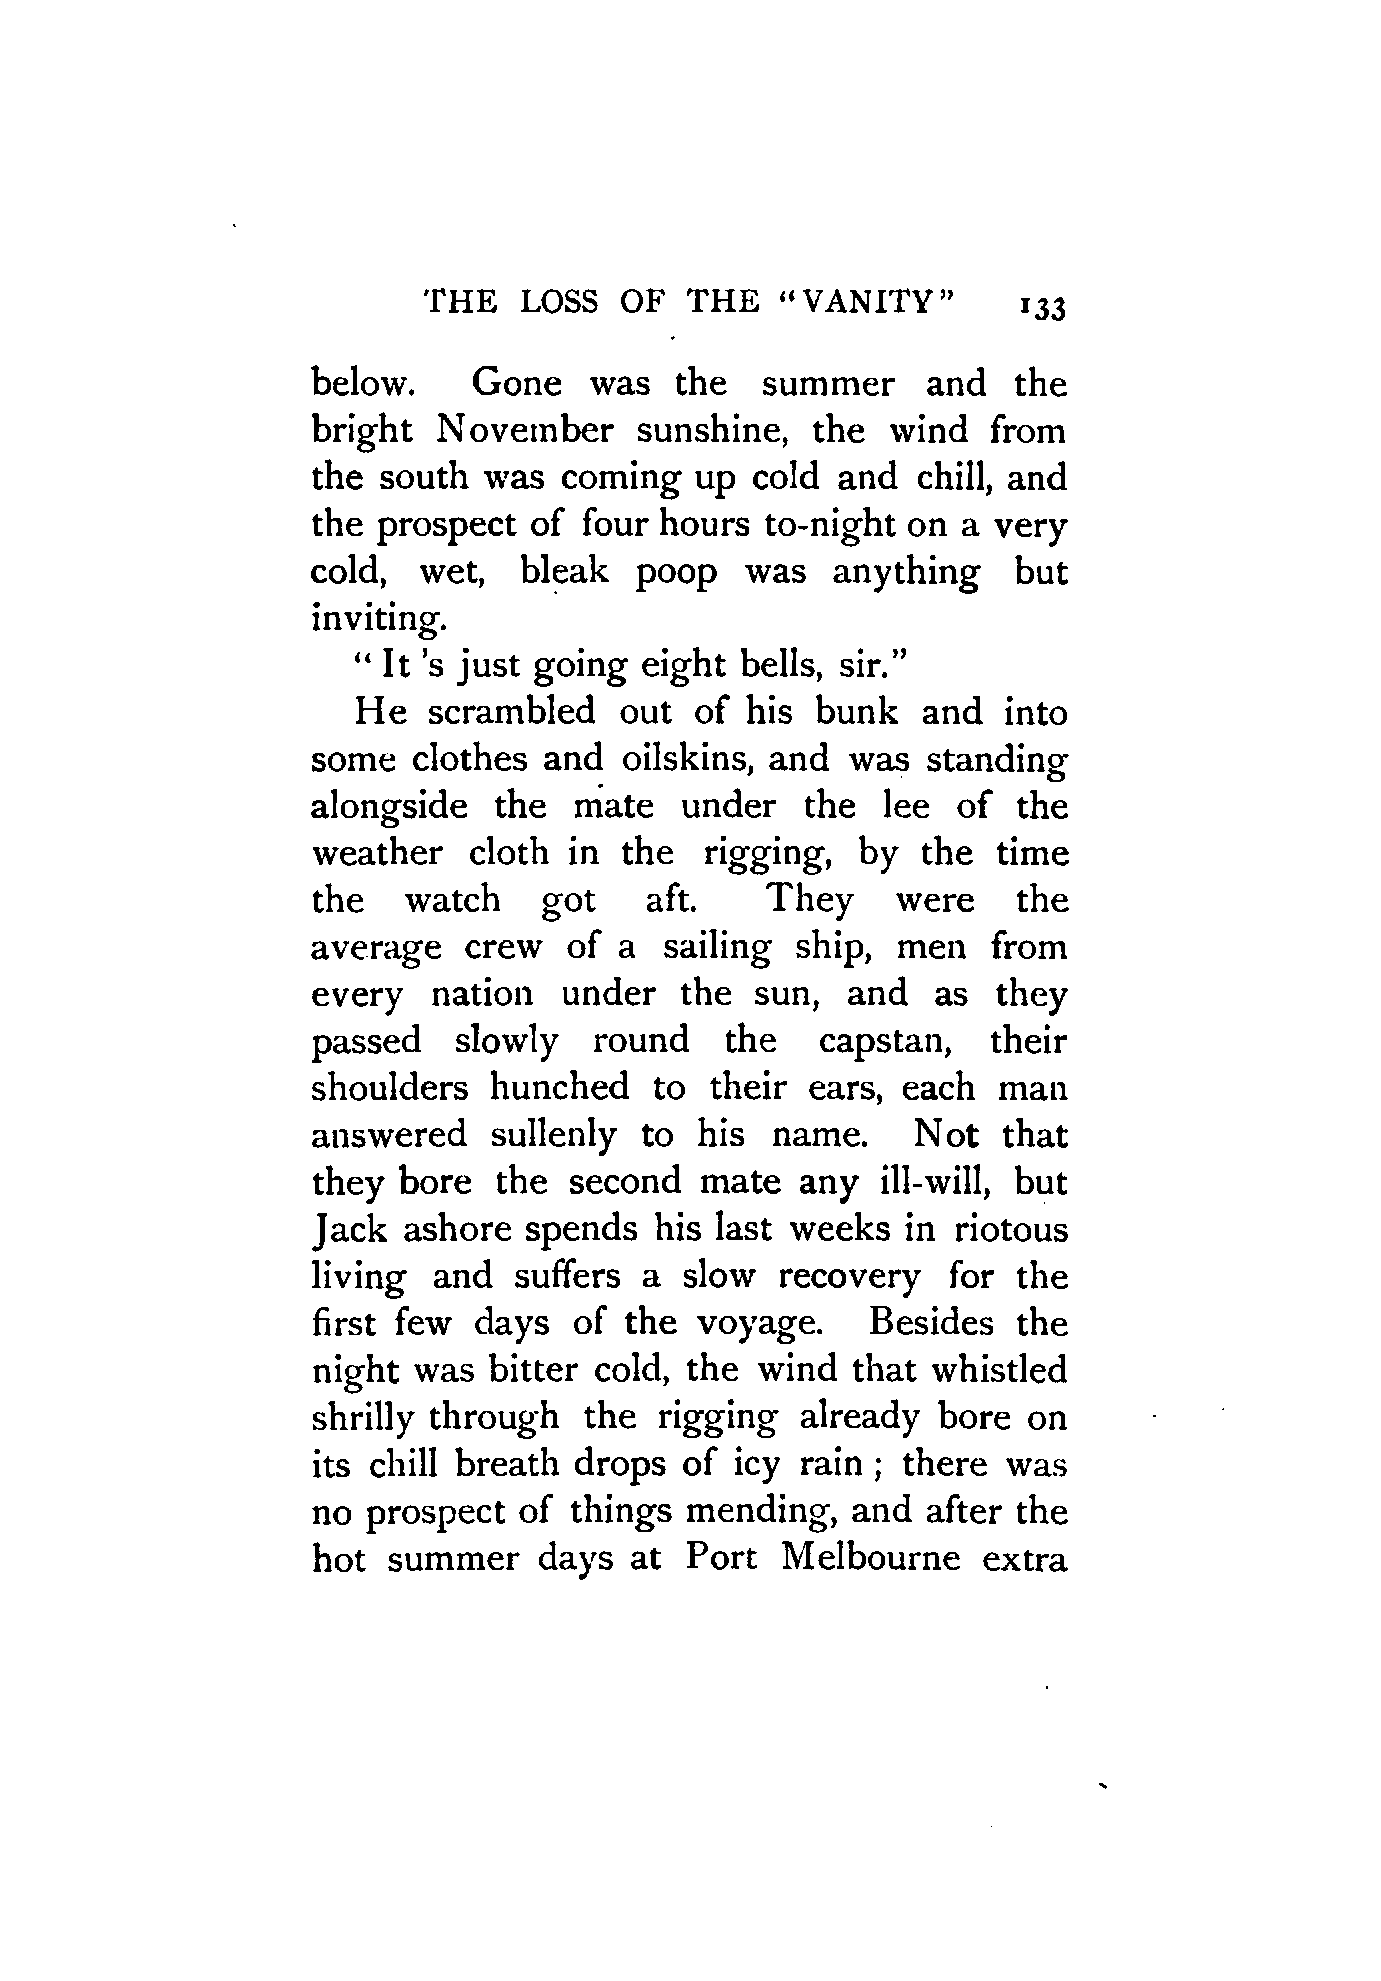 THE LOSS OF THE "VANITY" 133
below. Gone was the summer and the
bright November sunshine, the wind from
the south was coming up cold and chill, and
the prospect of four hours to-night on a very
cold, wet, bleak poop was anything but
inviting.
"It 's just going eight bells, sir."
He scrambled out of his bunk and into
some clothes and oilskins, and was standing
alongside the mate under the lee of the
weather cloth in the rigging, by the time
the watch got aft. They were the
average crew of a sailing ship, men from
every nation under the sun, and as they
passed slowly round the capstan, their
shoulders hunched to their ears, each man
answered sullenly to his name. Not that
they bore the second mate any ill-will, but
Jack ashore spends his last weeks in riotous
living and suffers a slow recovery for the
first few days of the voyage. Besides the
night was bitter cold, the wind that whistled
shrilly through the rigging already bore on
its chill breath drops of icy rain ; there was
no prospect of things mending, and after the
hot summer days at Port Melbourne extra